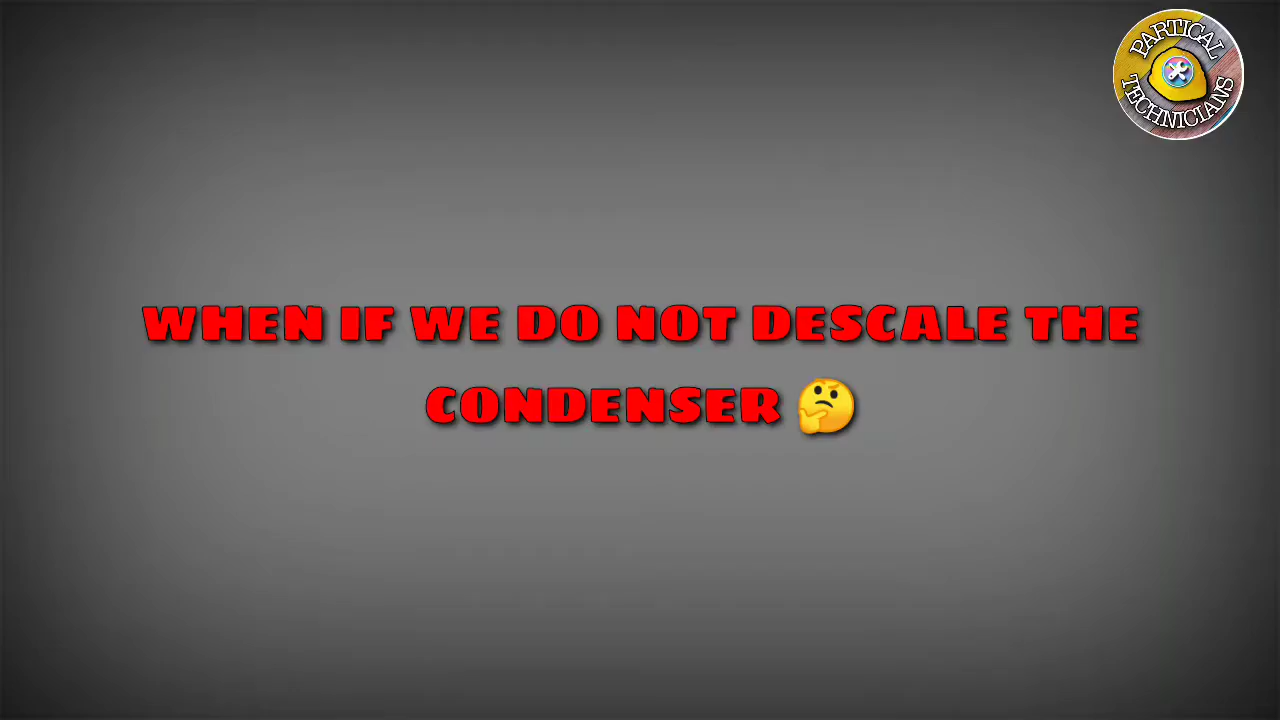 PARTICAL
TECHNICIANS
WHEN IF WE DO NOT DESCALE THE
CONDENSER 🤔